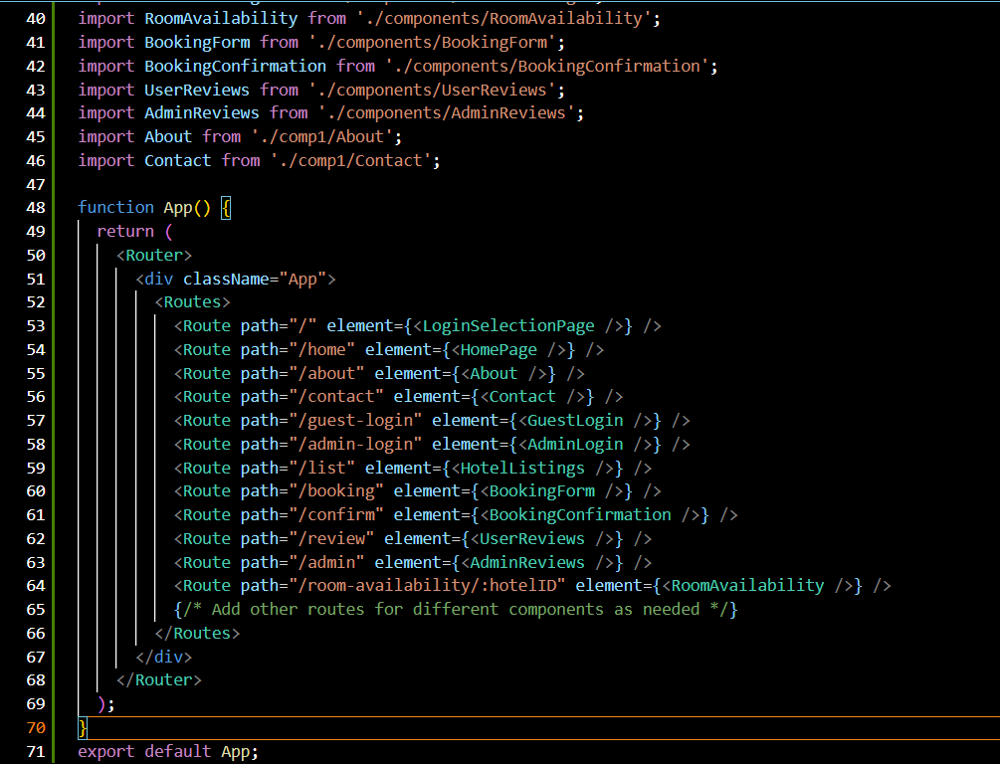 40 import RoomAvailability from './components/RoomAvailability';
41 import BookingForm from './components/BookingForm';
42 import BookingConfirmation from './components/BookingConfirmation';
43 import UserReviews from './components/UserReviews';
44 import AdminReviews from './components/AdminReviews';
45 import About from './comp1/About';
46 import Contact from './comp1/Contact';
47
48 function App() {
49   return (
50     <Router>
51       <div className="App">
52         <Routes>
53           <Route path="/" element={<LoginSelectionPage />} />
54           <Route path="/home" element={<HomePage />} />
55           <Route path="/about" element={<About />} />
56           <Route path="/contact" element={<Contact />} />
57           <Route path="/guest-login" element={<GuestLogin />} />
58           <Route path="/admin-login" element={<AdminLogin />} />
59           <Route path="/list" element={<HotelListings />} />
60           <Route path="/booking" element={<BookingForm />} />
61           <Route path="/confirm" element={<BookingConfirmation />} />
62           <Route path="/review" element={<UserReviews />} />
63           <Route path="/admin" element={<AdminReviews />} />
64           <Route path="/room-availability/:hotelID" element={<RoomAvailability />} />
65           {/* Add other routes for different components as needed */}
66         </Routes>
67       </div>
68     </Router>
69   );
70 }
71 export default App;